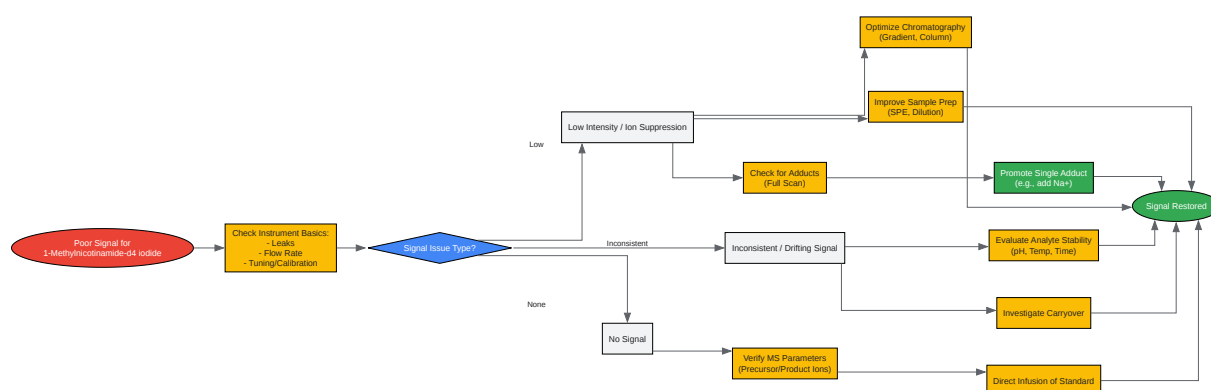 Optimize Chromatography
(Gradient, Column)
Improve Sample Prep
(SPE, Dilution)
Low Intensity / Ion Suppression
Low
Check for Adducts
(Full Scan)
Promote Single Adduct
(e.g., add Na+)
Signal Restored
Poor Signal for
1-Methylnicotinamide-d4 iodide
Check Instrument Basics:
- Leaks
- Flow Rate
- Tuning/Calibration
Signal Issue Type?
Inconsistent
Inconsistent / Drifting Signal
Evaluate Analyte Stability
(pH, Temp, Time)
None
Investigate Carryover
No Signal
Verify MS Parameters
(Precursor/Product Ions)
Direct Infusion of Standard